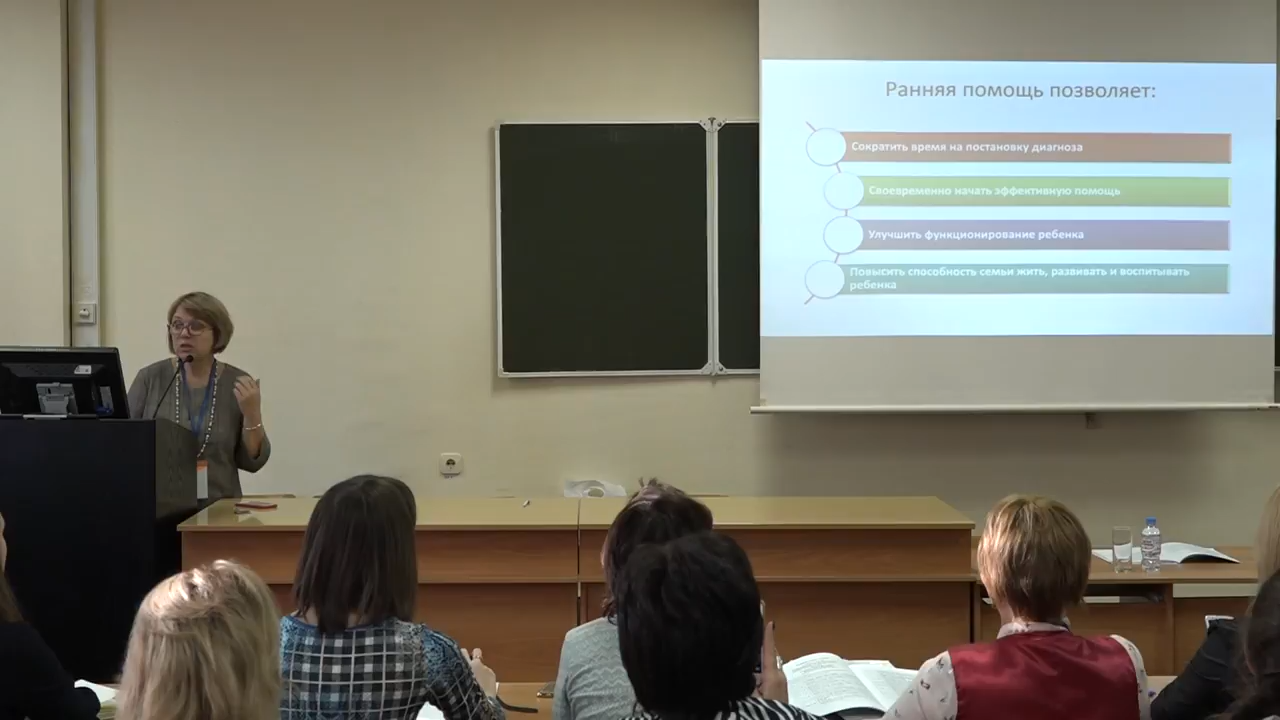 Ранняя помощь позволяет:
Сократить время на постановку диагноза
Своевременно начать эффективную помощь
Улучшить функционирование ребенка
Повысить способность семьи жить, развивать и воспитывать
ребенка